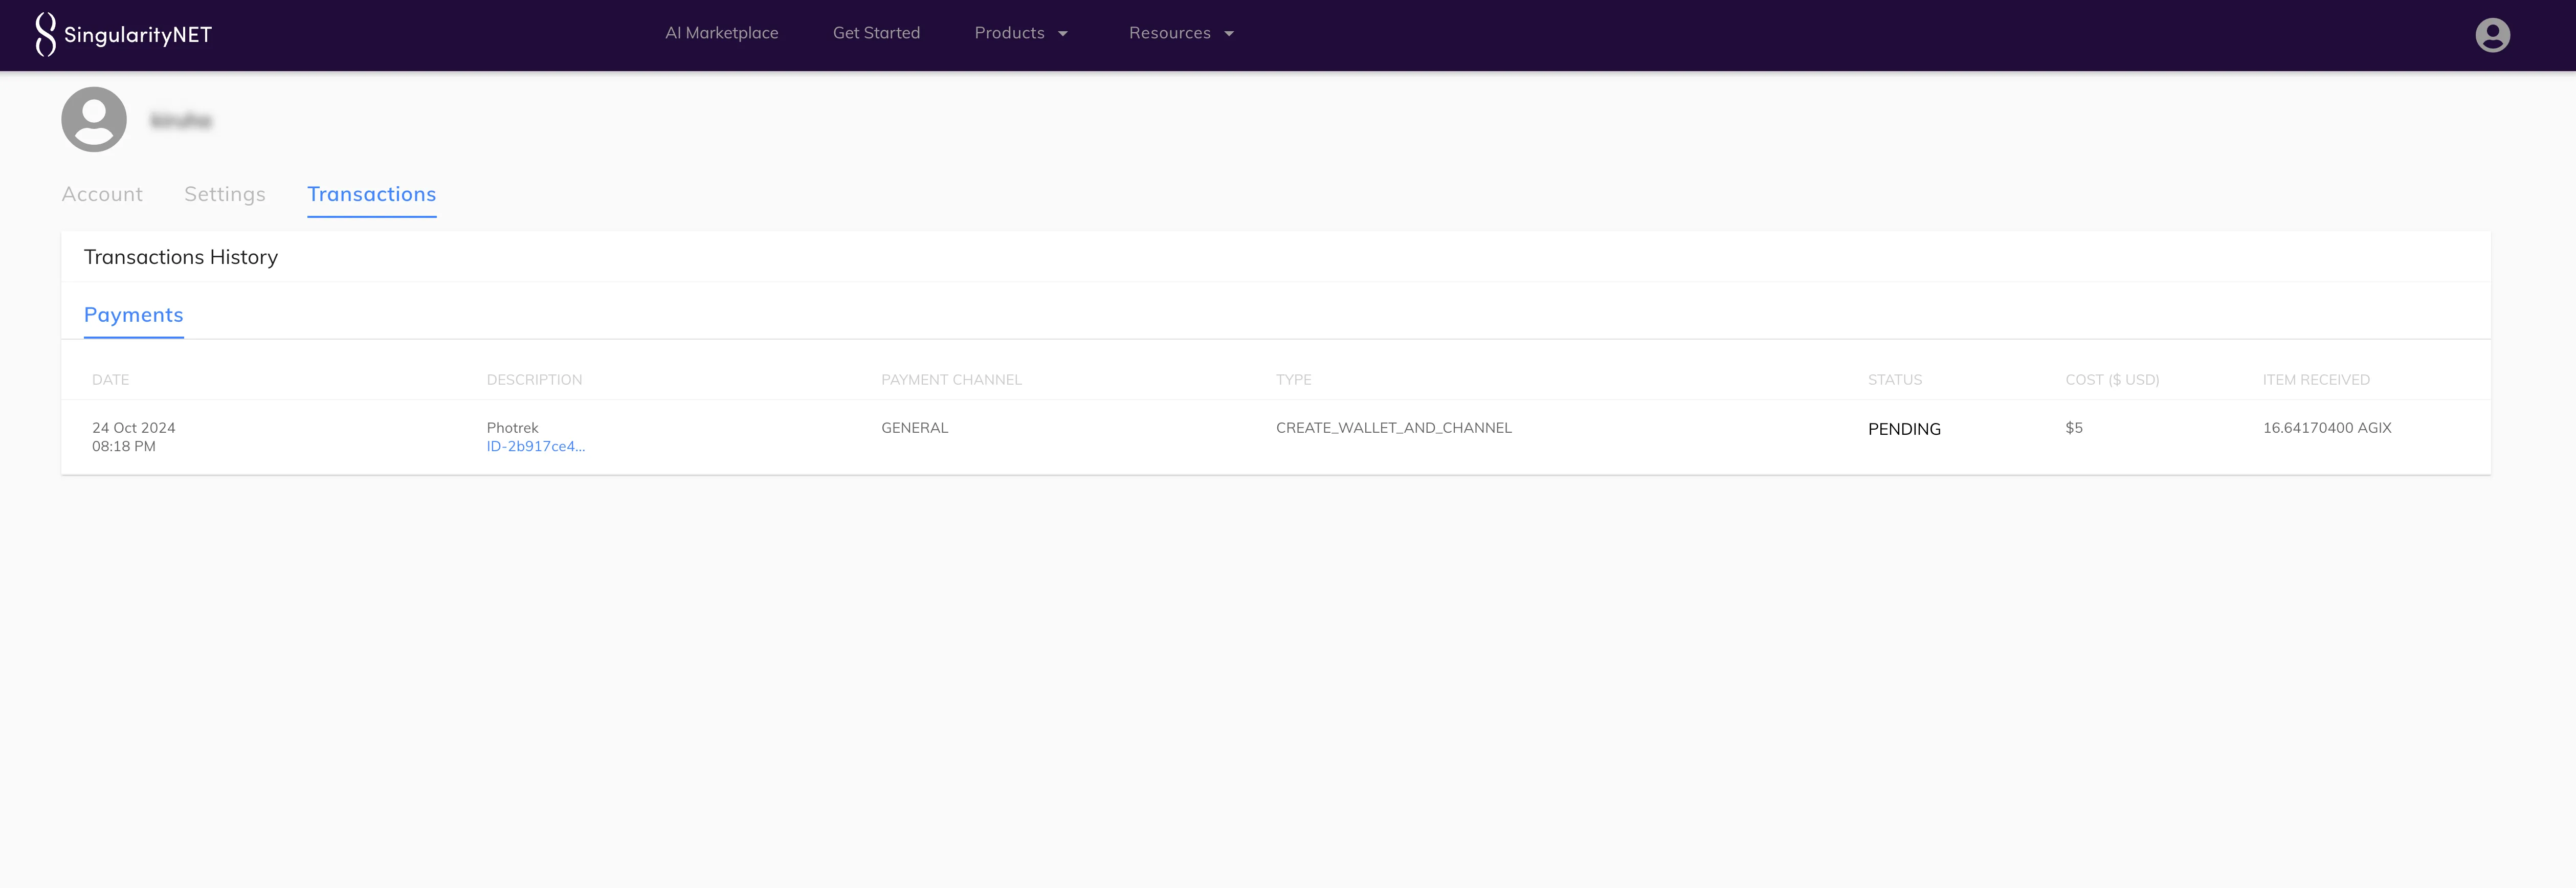 SingularityNET
AI Marketplace
Get Started
Products
Resources
Account
Settings
Transactions
Transactions History
Payments
DATE
DESCRIPTION
PAYMENT CHANNEL
TYPE
STATUS
COST ($ USD)
ITEM RECEIVED
24 Oct 2024
08:18 PM
Photrek
ID-2b917ce4...
GENERAL
CREATE_WALLET_AND_CHANNEL
PENDING
$5
16.64170400 AGIX